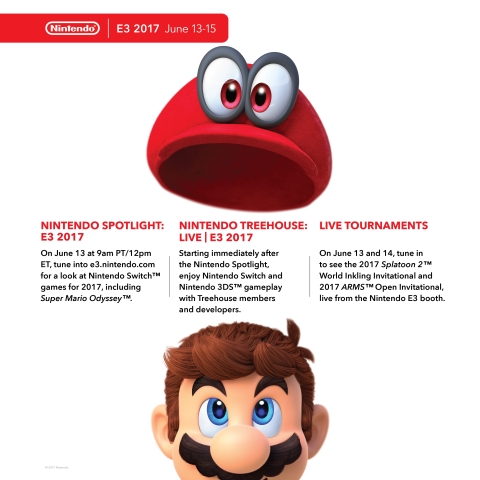 Nintendo | E3 2017 June 13-15
NINTENDO SPOTLIGHT:
E3 2017
On June 13 at 9am PT/12pm
ET, tune into e3.nintendo.com
for a look at Nintendo Switch™
games for 2017, including
Super Mario Odyssey™.
NINTENDO TREEHOUSE:
LIVE | E3 2017
Starting immediately after
the Nintendo Spotlight,
enjoy Nintendo Switch and
Nintendo 3DS™ gameplay
with Treehouse members
and developers.
LIVE TOURNAMENTS
On June 13 and 14, tune in
to see the 2017 Splatoon 2™
World Inkling Invitational and
2017 ARMS™ Open Invitational,
live from the Nintendo E3 booth.